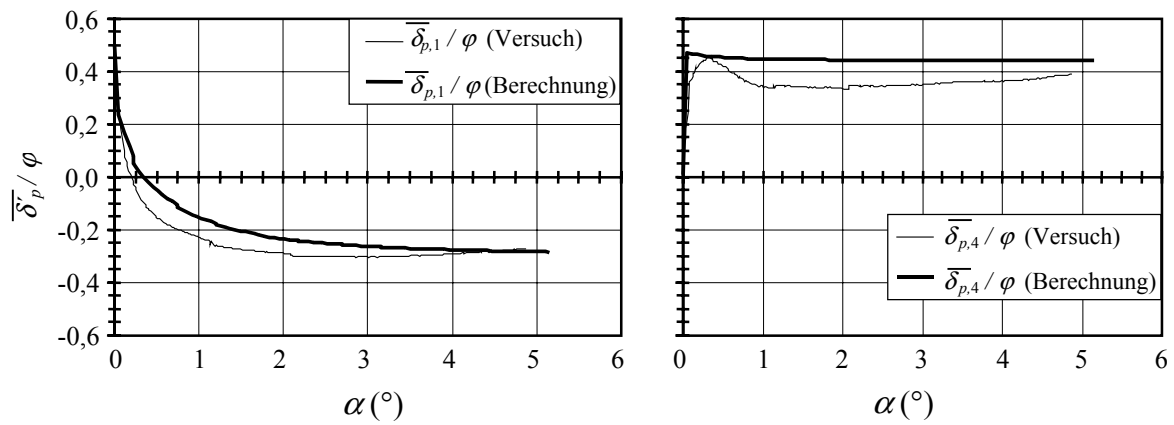 0,6
0,4
0,2
0,0
-0,2
-0,4
-0,6
δ̅′p / φ
δ̅p,1 / φ (Versuch)
δ̅p,1 / φ (Berechnung)
0 1 2 3 4 5 6
α (°)
δ̅p,4 / φ (Versuch)
δ̅p,4 / φ (Berechnung)
0 1 2 3 4 5 6
α (°)